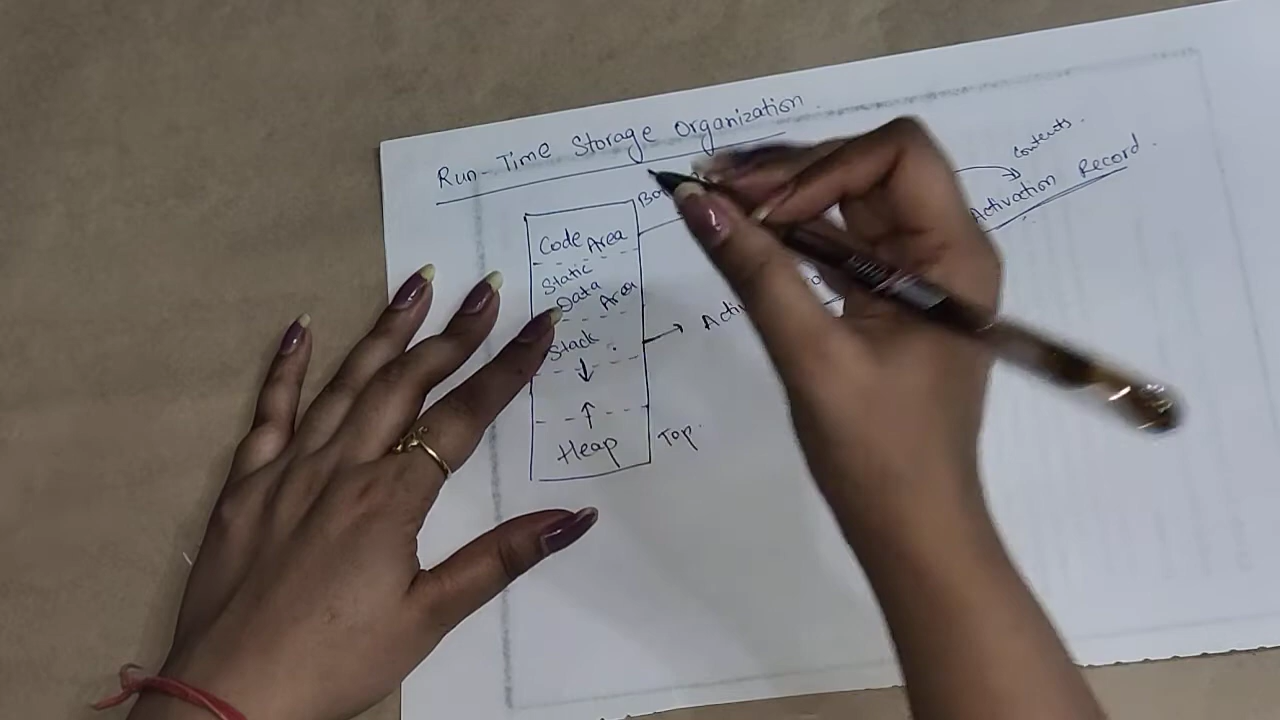 Run-Time Storage Organization.
Contents.
Activation Record.
Code Area
Static
Data Area
Stack
Heap
Top.